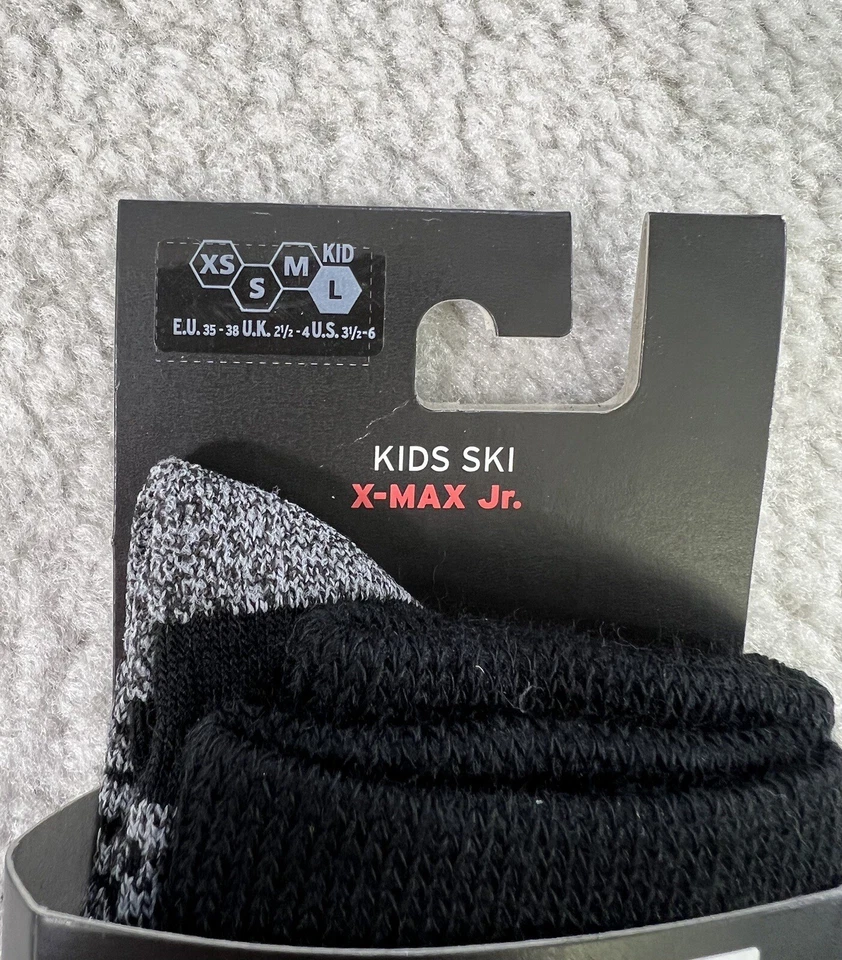 KID
XS S M L
E.U. 35 - 38 U.K. 2½ - 4 U.S. 3½-6
KIDS SKI
X-MAX Jr.